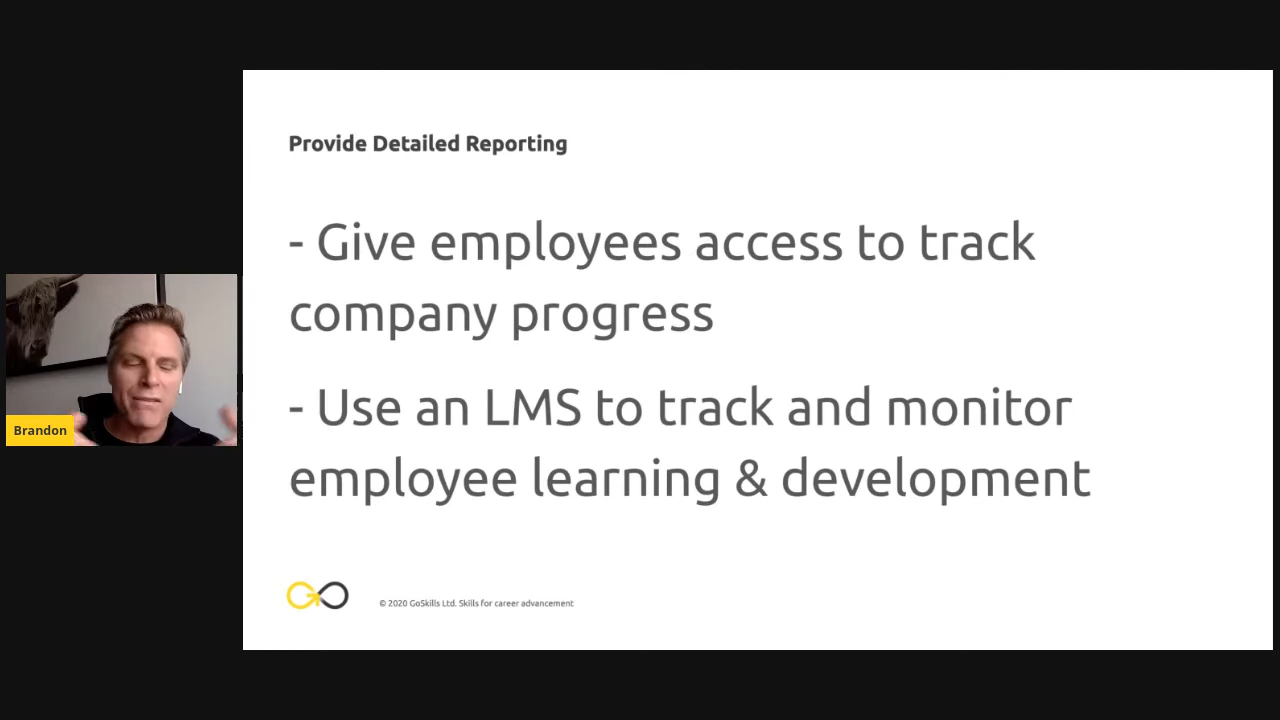 Provide Detailed Reporting
- Give employees access to track
company progress
- Use an LMS to track and monitor
employee learning & development
Brandon
© 2020 GoSkills Ltd. Skills for career advancement